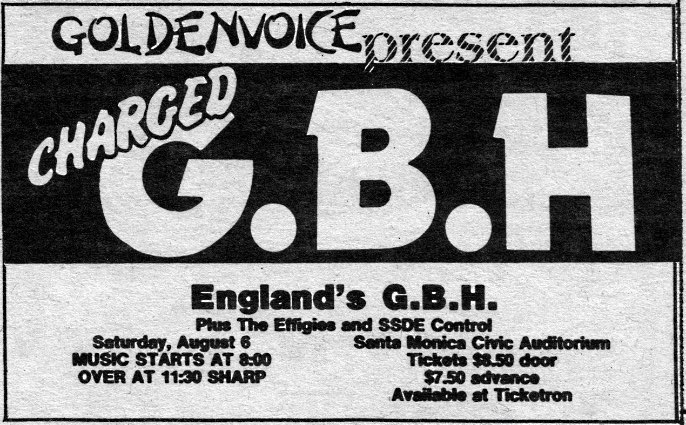 GOLDENVOICE present
CHARGED
G.B.H
England's G.B.H.
Plus The Effigies and SSDE Control
Saturday, August 6
MUSIC STARTS AT 8:00
OVER AT 11:30 SHARP
Santa Monica Civic Auditorium
Tickets $8.50 door
$7.50 advance
Available at Ticketron